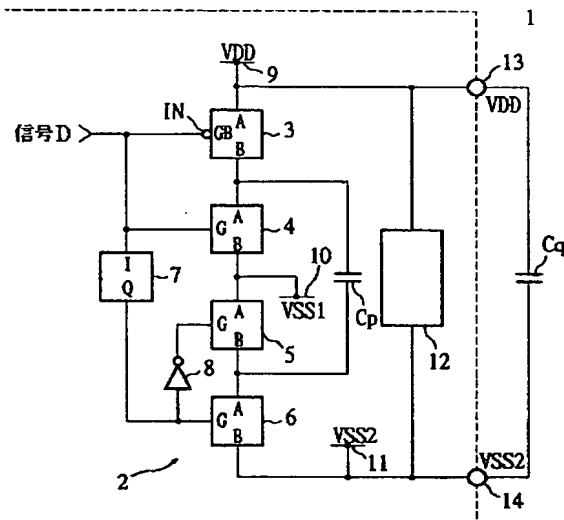 1
VDD
9
13
VDD
IN
信号D
GB
A
B
3
G
A
B
4
10
VSS1
Cp
Cq
12
I
Q
7
G
A
B
5
8
G
A
B
6
VSS2
11
VSS2
14
2